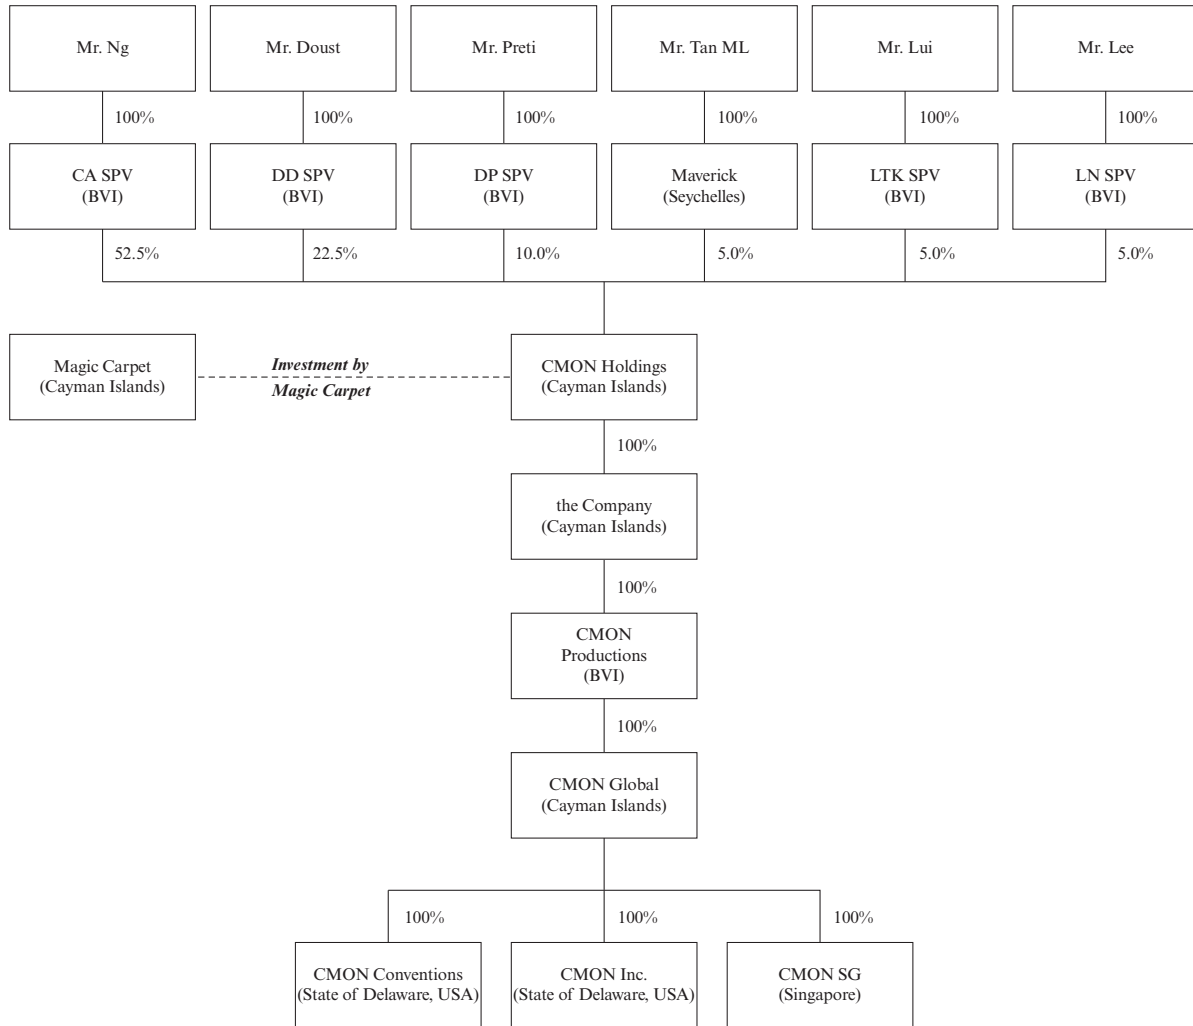 Mr. Ng
Mr. Doust
Mr. Preti
Mr. Tan ML
Mr. Lui
Mr. Lee
100%
100%
100%
100%
100%
100%
CA SPV
(BVI)
DD SPV
(BVI)
DP SPV
(BVI)
Maverick
(Seychelles)
LTK SPV
(BVI)
LN SPV
(BVI)
52.5%
22.5%
10.0%
5.0%
5.0%
5.0%
Magic Carpet
(Cayman Islands)
Investment by
Magic Carpet
CMON Holdings
(Cayman Islands)
100%
the Company
(Cayman Islands)
100%
CMON
Productions
(BVI)
100%
CMON Global
(Cayman Islands)
100%
100%
100%
CMON Conventions
(State of Delaware, USA)
CMON Inc.
(State of Delaware, USA)
CMON SG
(Singapore)